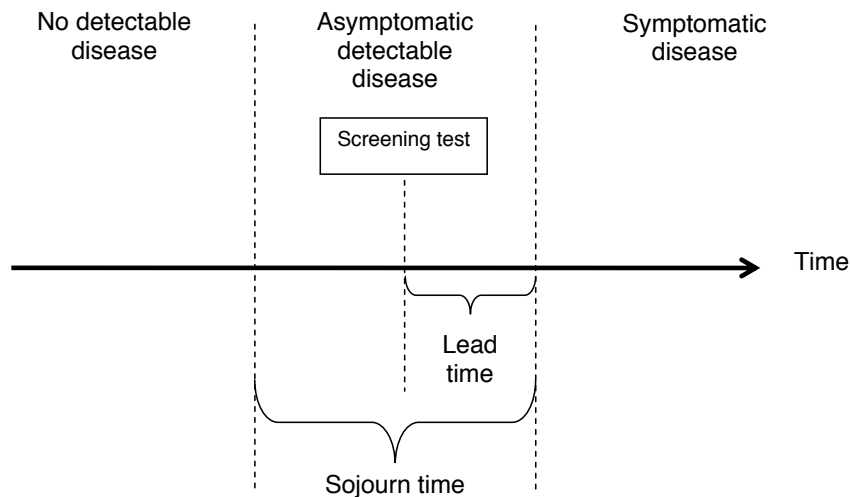 No detectable
disease
Asymptomatic
detectable
disease
Symptomatic
disease
Screening test
Time
Lead
time
Sojourn time